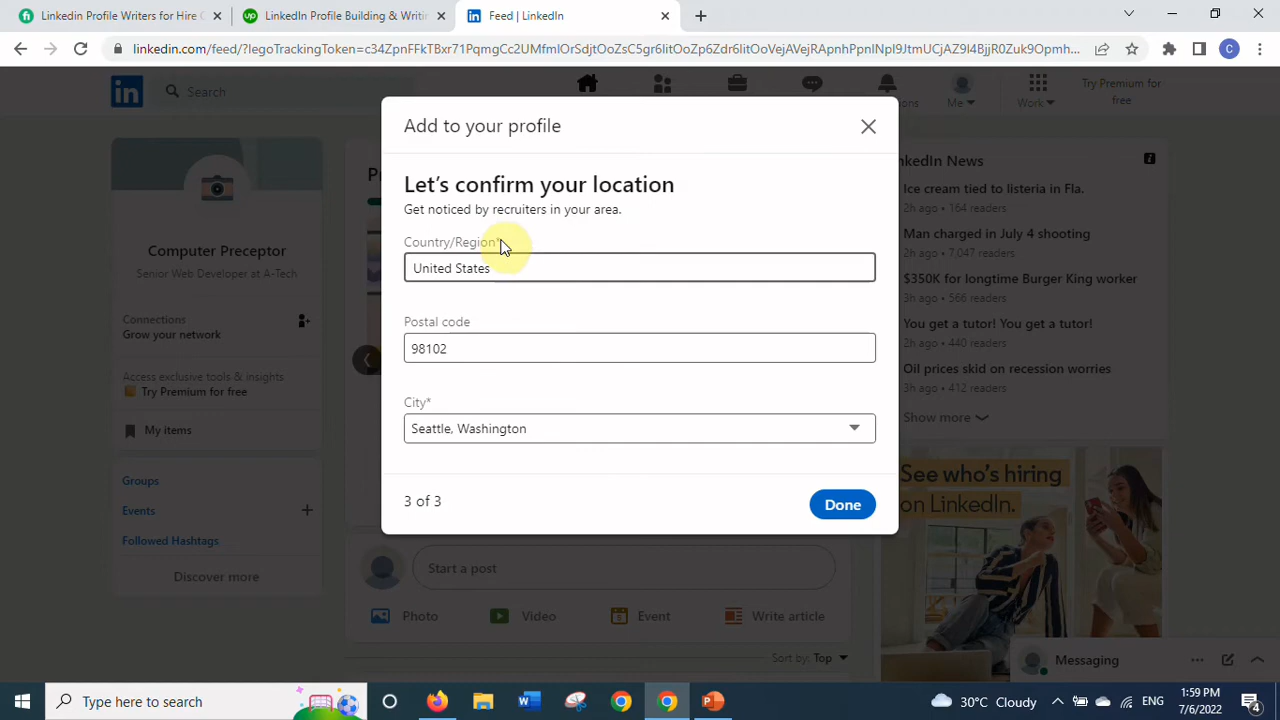 Linkedin Profile Writers for Hire
LinkedIn Profile Building & Writi
Feed | LinkedIn
linkedin.com/feed/?legoTrackingToken=
Search
Me
Work
Try Premium for
free
Add to your profile
Let's confirm your location
Get noticed by recruiters in your area.
Country/Region*
United States
Postal code
98102
City*
Seattle, Washington
3 of 3
Done
Computer Preceptor
Senior Web Developer at A-Tech
Connections
Grow your network
Access exclusive tools & insights
Try Premium for free
My items
Groups
Events
Followed Hashtags
Discover more
Start a post
Photo
Video
Event
Write article
Sort by: Top
nkedIn News
Ice cream tied to listeria in Fla.
2h ago • 164 readers
Man charged in July 4 shooting
2h ago • 7,047 readers
$350K for longtime Burger King worker
3h ago • 566 readers
You get a tutor! You get a tutor!
2h ago • 440 readers
Oil prices skid on recession worries
3h ago • 412 readers
Show more
See who's hiring
on LinkedIn.
Messaging
Type here to search
30°C Cloudy
ENG
1:59 PM
7/6/2022
4